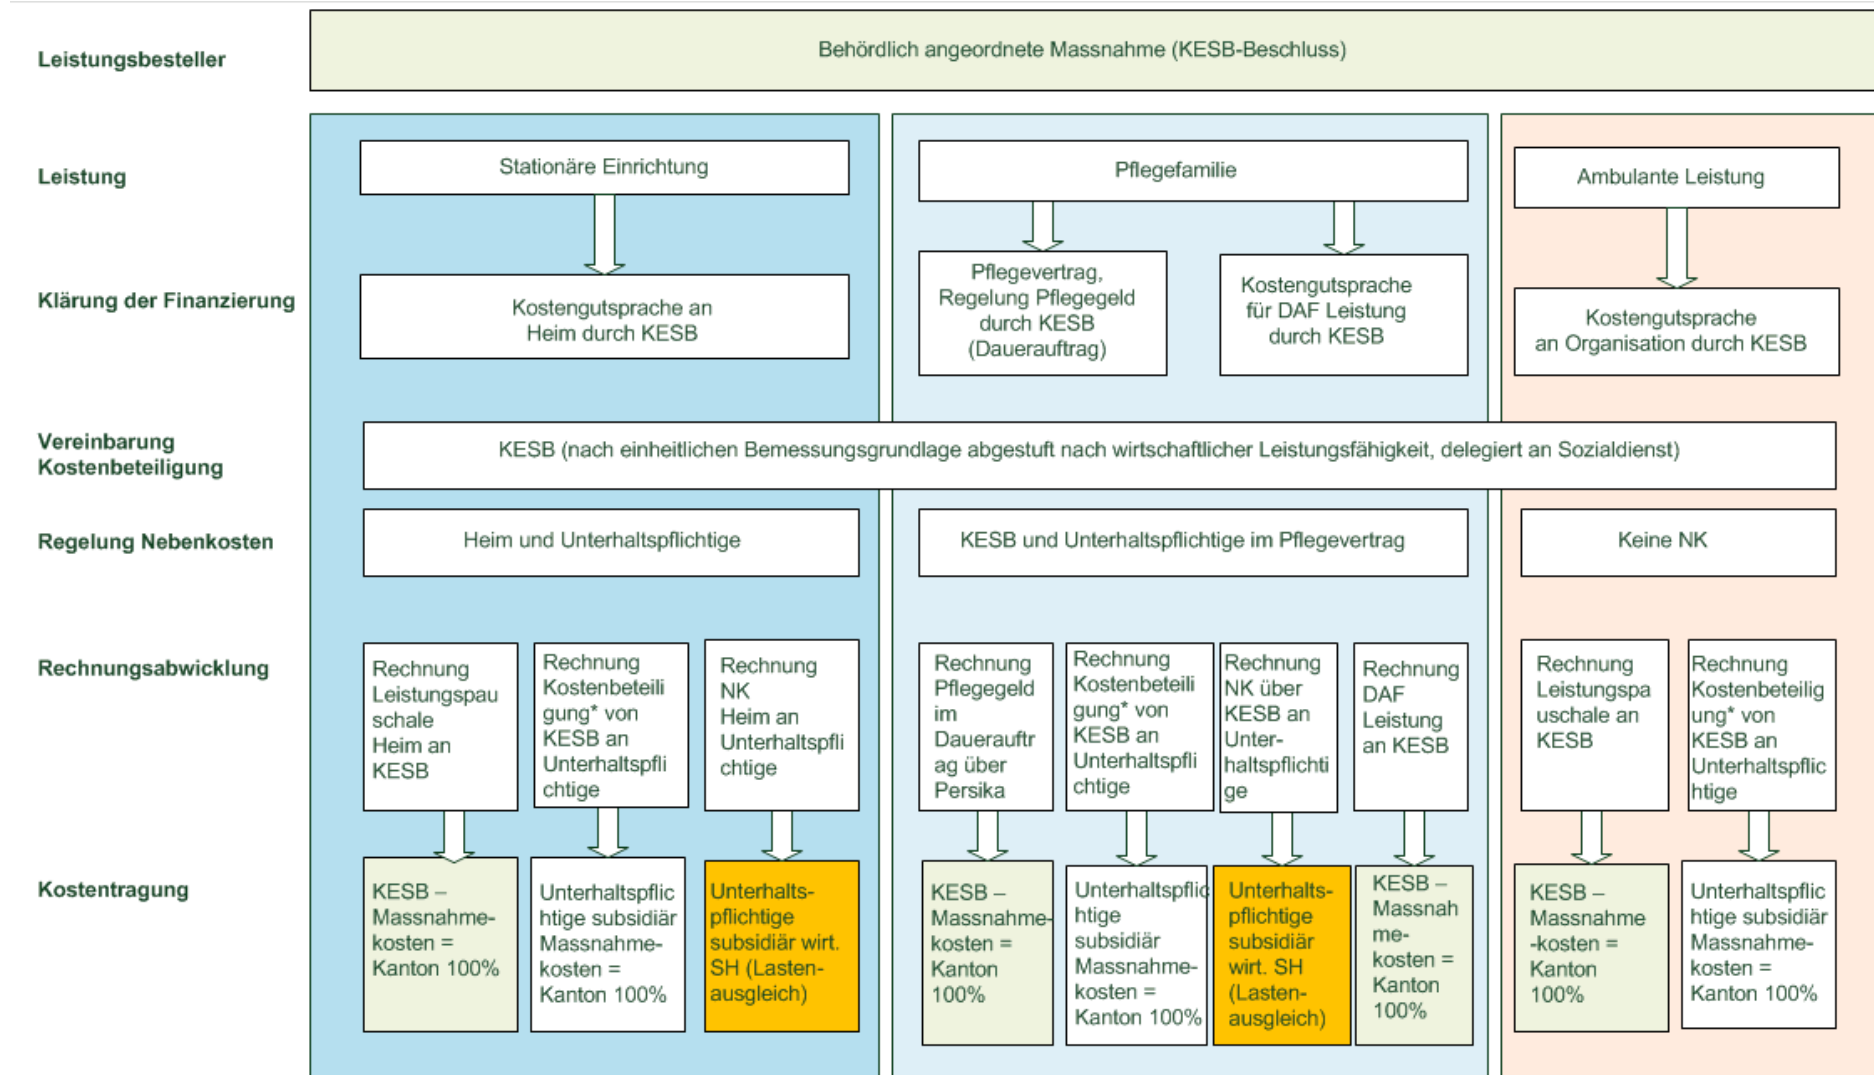 Leistungsbesteller
Behördlich angeordnete Massnahme (KESB-Beschluss)
Leistung
Stationäre Einrichtung
Pflegefamilie
Ambulante Leistung
Klärung der Finanzierung
Kostengutsprache an
Heim durch KESB
Pflegevertrag,
Regelung Pflegegeld
durch KESB
(Dauerauftrag)
Kostengutsprache
für DAF Leistung
durch KESB
Kostengutsprache
an Organisation durch KESB
Vereinbarung
Kostenbeteiligung
KESB (nach einheitlichen Bemessungsgrundlage abgestuft nach wirtschaftlicher Leistungsfähigkeit, delegiert an Sozialdienst)
Regelung Nebenkosten
Heim und Unterhaltspflichtige
KESB und Unterhaltspflichtige im Pflegevertrag
Keine NK
Rechnungsabwicklung
Rechnung
Leistungspau
schale
Heim an
KESB
Rechnung
Kostenbeteili
gung* von
KESB an
Unterhaltspfli
chtige
Rechnung
NK
Heim an
Unterhaltspfli
chtige
Rechnung
Pflegegeld
im
Dauerauftr
ag über
Persika
Rechnung
Kostenbeteili
gung* von
KESB an
Unterhaltspfli
chtige
Rechnung
NK über
KESB an
Unter-
haltspflichti
ge
Rechnung
DAF
Leistung
an KESB
Rechnung
Leistungspa
uschale an
KESB
Rechnung
Kostenbeteilig
ung* von
KESB an
Unterhaltspflic
htige
Kostentragung
KESB –
Massnahme-
kosten =
Kanton 100%
Unterhaltspflic
htige subsidiär
Massnahme-
kosten =
Kanton 100%
Unterhalts-
pflichtige
subsidiär wirt.
SH (Lasten-
ausgleich)
KESB –
Massnahme-
kosten =
Kanton
100%
Unterhaltspflic
htige
subsidiär
Massnahme-
kosten =
Kanton 100%
Unterhalts-
pflichtige
subsidiär
wirt. SH
(Lasten-
ausgleich)
KESB –
Massnah
me-
kosten =
Kanton
100%
KESB –
Massnahme
-kosten =
Kanton
100%
Unterhaltspflic
htige subsidiär
Massnahme-
kosten =
Kanton 100%